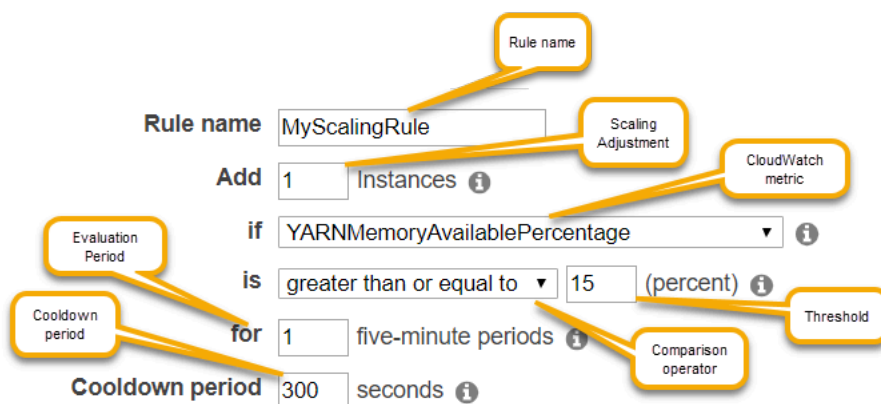 Rule name
Rule name MyScalingRule
Scaling
Adjustment
Add 1 Instances i
CloudWatch
metric
if YARNMemoryAvailablePercentage i
Evaluation
Period
is greater than or equal to 15 (percent) i
Threshold
Cooldown
period
for 1 five-minute periods i
Comparison
operator
Cooldown period 300 seconds i